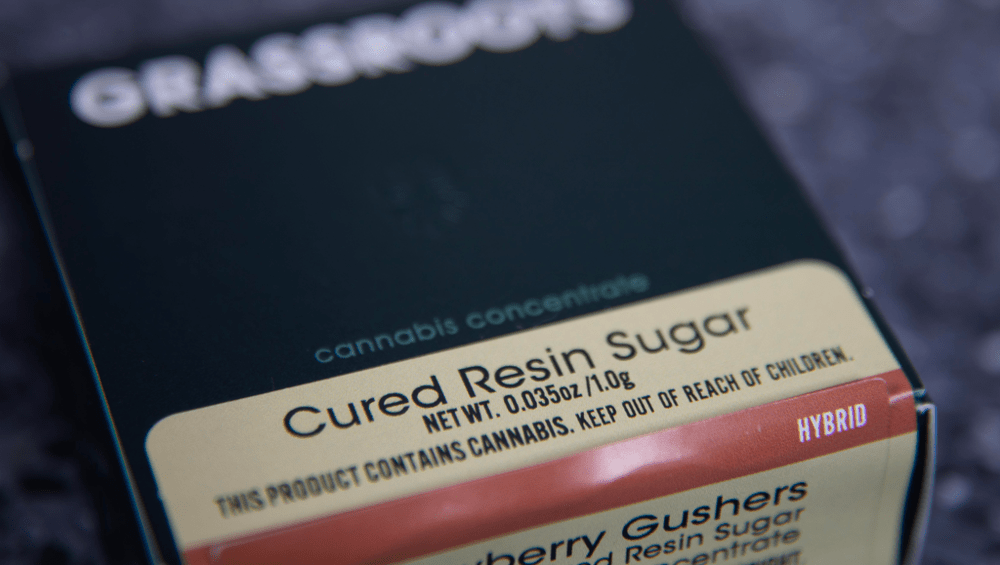 GRASSROOTS
cannabis concentrate
Cured Resin Sugar
NET WT. 0.035oz/1.0g
THIS PRODUCT CONTAINS CANNABIS. KEEP OUT OF REACH OF CHILDREN.
HYBRID
Gushers
Resin Sugar